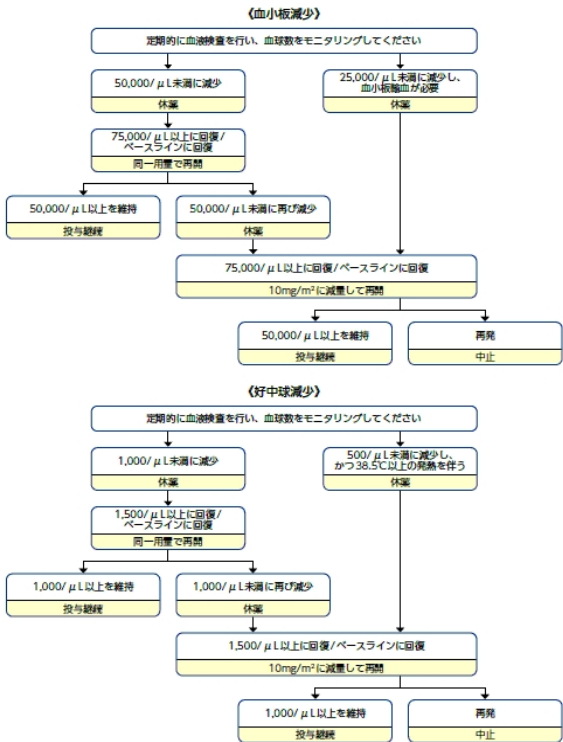 《血小板減少》
定期的に血液検査を行い、血球数をモニタリングしてください
50,000/μL未満に減少
休薬
25,000/μL未満に減少し、
血小板輸血が必要
休薬
75,000/μL以上に回復/
ベースラインに回復
同一用量で再開
50,000/μL以上を維持
投与継続
50,000/μL未満に再び減少
休薬
75,000/μL以上に回復/ベースラインに回復
10mg/m²に減量して再開
50,000/μL以上を維持
投与継続
再発
中止
《好中球減少》
定期的に血液検査を行い、血球数をモニタリングしてください
1,000/μL未満に減少
休薬
500/μL未満に減少し、
かつ38.5℃以上の発熱を伴う
休薬
1,500/μL以上に回復/
ベースラインに回復
同一用量で再開
1,000/μL以上を維持
投与継続
1,000/μL未満に再び減少
休薬
1,500/μL以上に回復/ベースラインに回復
10mg/m²に減量して再開
1,000/μL以上を維持
投与継続
再発
中止